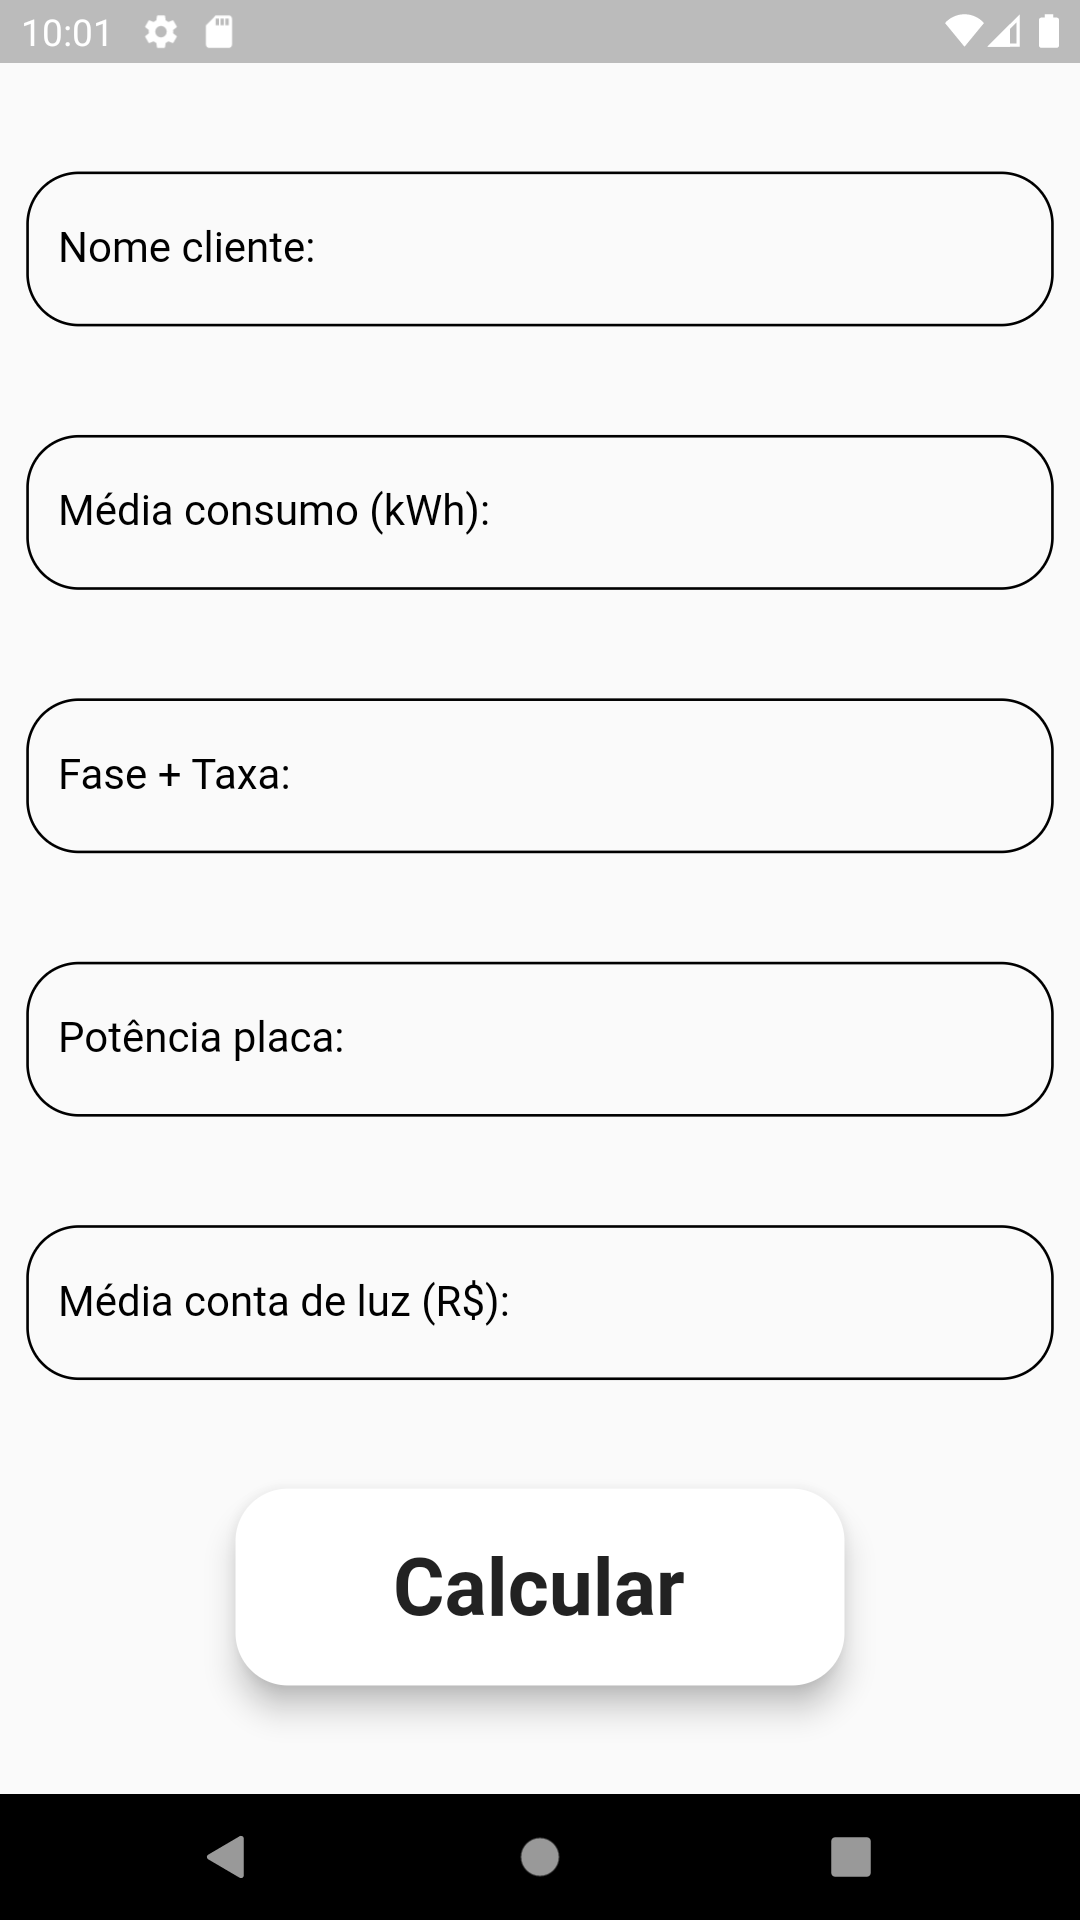 10:01
Nome cliente:
Média consumo (kWh):
Fase + Taxa:
Potência placa:
Média conta de luz (R$):
Calcular